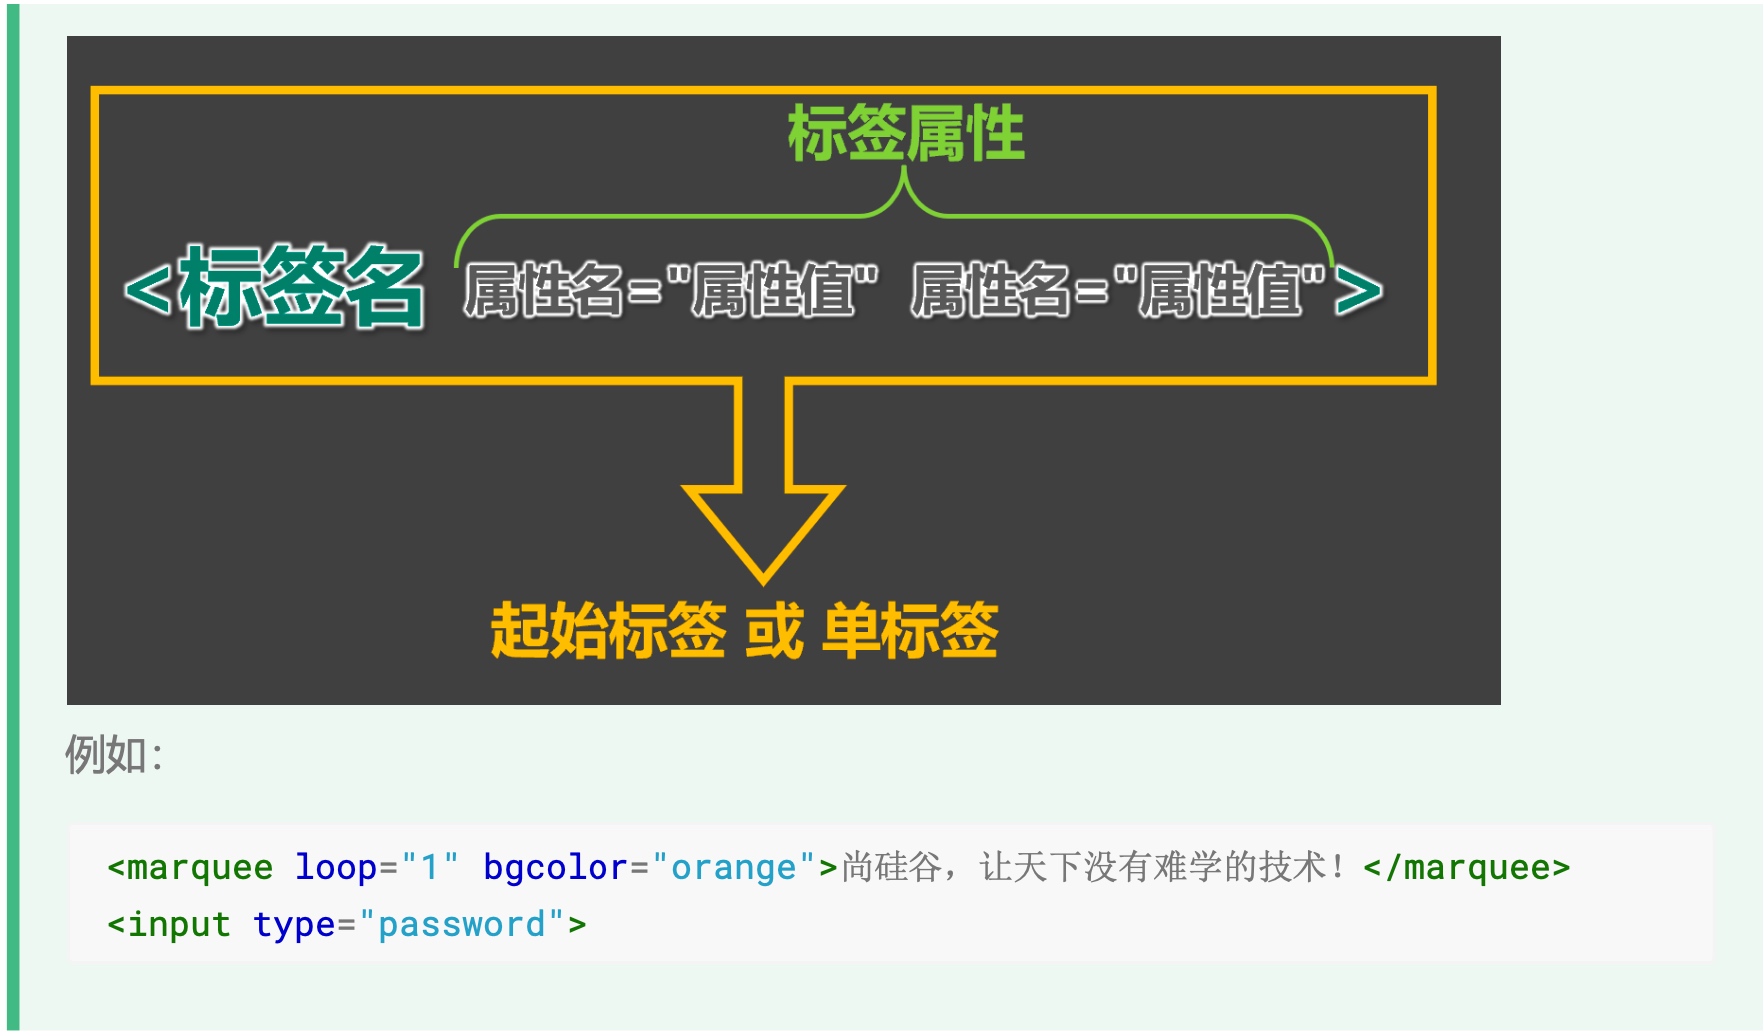 标签属性
<标签名 属性名="属性值" 属性名="属性值">
起始标签 或 单标签
例如：
<marquee loop="1" bgcolor="orange">尚硅谷，让天下没有难学的技术！</marquee>
<input type="password">